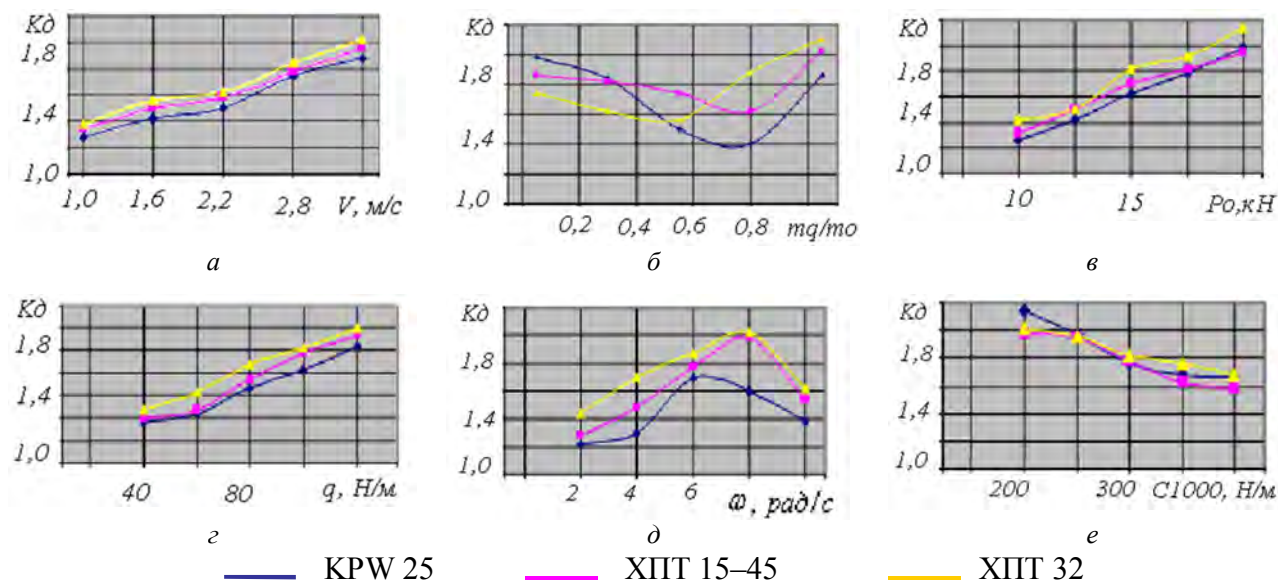 Kд
1,8
1,4
1,0
1,0 1,6 2,2 2,8 V, м/с
а
Kд
1,8
1,4
1,0
0,2 0,4 0,6 0,8 mq/mo
б
Kд
1,8
1,4
1,0
10 15 Po,кН
в
Kд
1,8
1,4
1,0
40 80 q, Н/м
г
Kд
1,8
1,4
1,0
2 4 6 ω, рад/с
д
Kд
1,8
1,4
1,0
200 300 C1000, Н/м
е
KPW 25 ХПТ 15–45 ХПТ 32